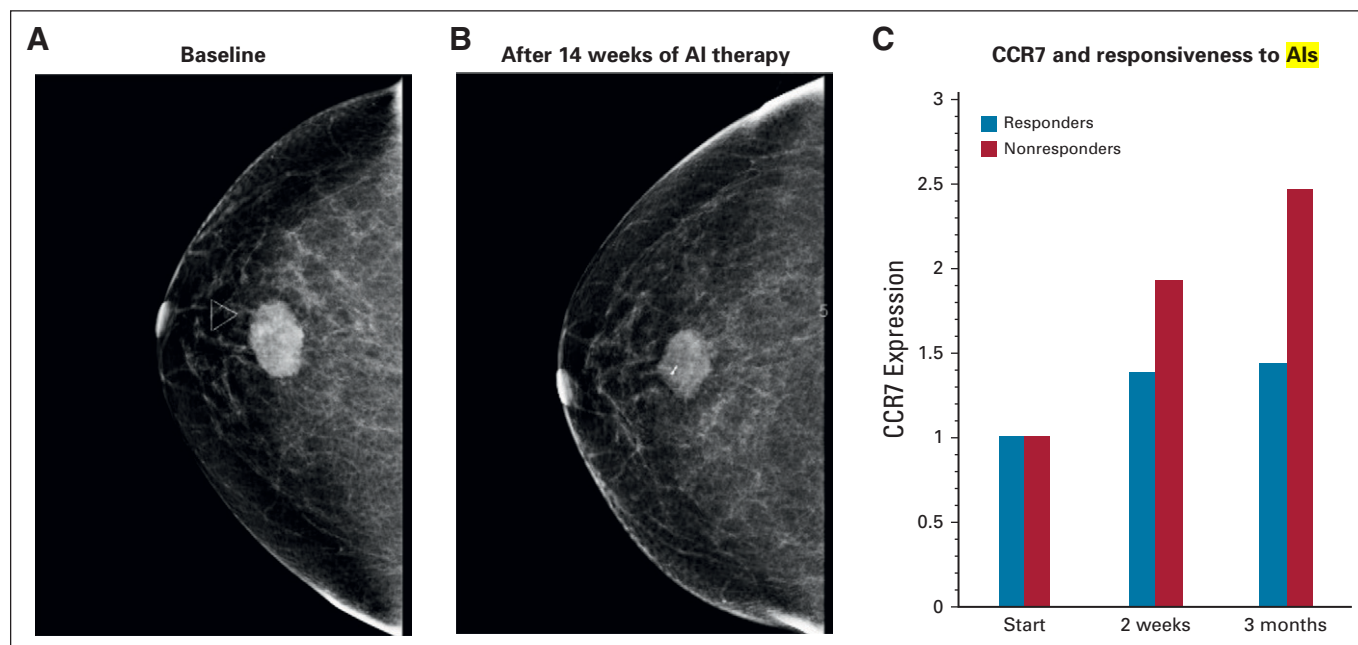 A
Baseline
B
After 14 weeks of AI therapy
5
C
CCR7 and responsiveness to AIs
Responders
Nonresponders
CCR7 Expression
3
2.5
2
1.5
1
0.5
0
Start
2 weeks
3 months